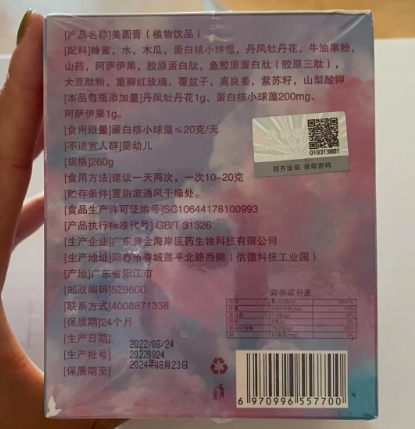 [产品名称]美圆膏（植物饮品）
[配料]蜂蜜，水，木瓜，蛋白核小球藻，丹凤牡丹花，牛油果粉，
山药，阿萨伊果，胶原蛋白肽，鱼胶原蛋白肽（胶原三肽），
大豆肽粉，重瓣红玫瑰，覆盆子，高良姜，紫苏籽，山梨酸钾
[本品每瓶添加量]丹凤牡丹花1g、蛋白核小球藻200mg、
阿萨伊果1g。
[食用限量]蛋白核小球藻≤20克/天
[不适宜人群]婴幼儿
[规格]260g
[食用方法]建议一天两次，一次10-20克
[贮存条件]置阴凉通风干燥处。
[食品生产许可证编号]SC10644178100993
[产品执行标准代号]GB/T 31326
[生产企业]广东黄金海岸医药生物科技有限公司
[生产地址]阳春市春城莲平北路西侧（信德科技工业园）
[产地]广东省阳江市
[邮政编码]529600
[联系方式]4008871338
[保质期]24个月
[生产日期]
2022/08/24
[生产批号]
20220824
[保质期至]
2024年08月23日
刮开涂层 获取密码
营养成分表
6 970996 557700